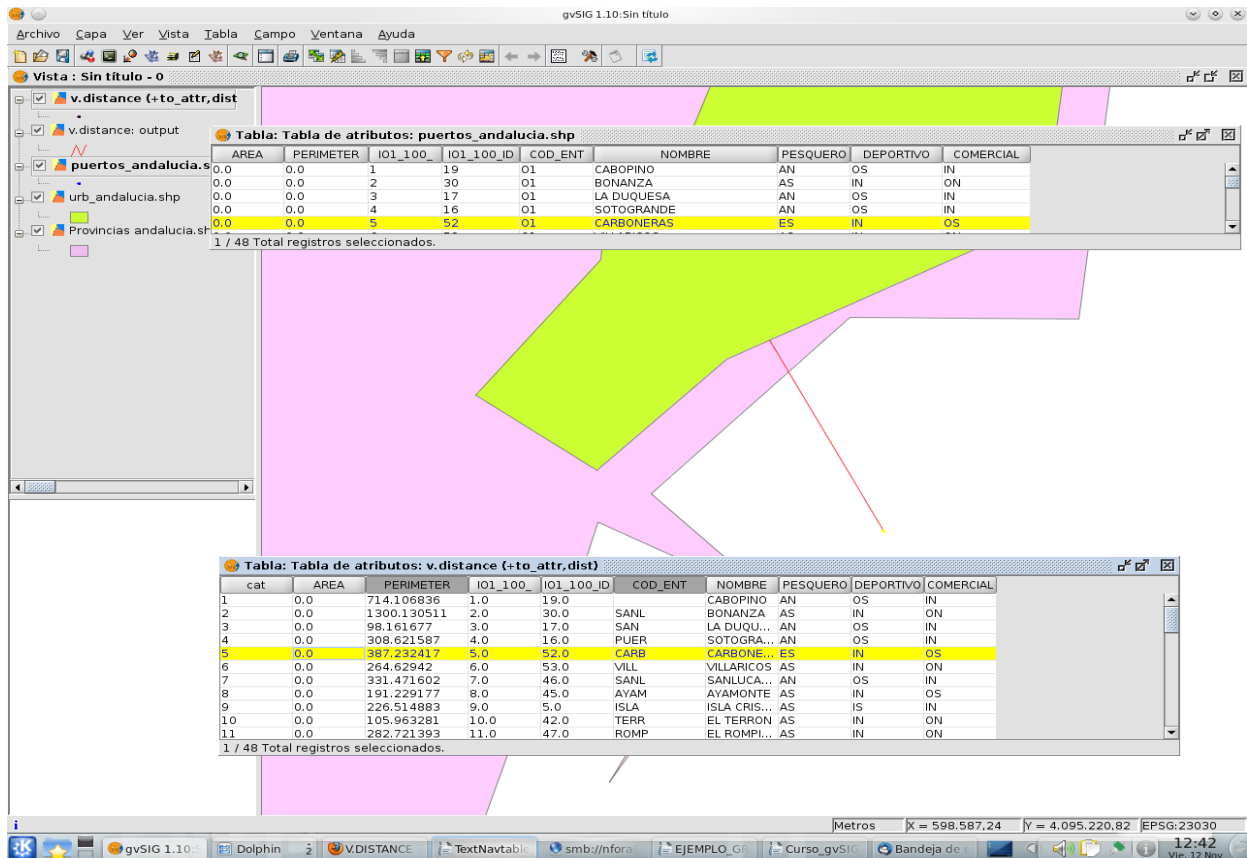 gvSIG 1.10:Sin título
Archivo Capa Ver Vista Tabla Campo Ventana Ayuda
Vista : Sin título - 0
v.distance (+to_attr,dist
v.distance: output
puertos_andalucia.s
urb_andalucia.shp
Provincias andalucia.sh
Tabla: Tabla de atributos: puertos_andalucia.shp
AREA PERIMETER IO1_100_ IO1_100_ID COD_ENT NOMBRE PESQUERO DEPORTIVO COMERCIAL
0.0 0.0 1 19 O1 CABOPINO AN OS IN
0.0 0.0 2 30 O1 BONANZA AS IN ON
0.0 0.0 3 17 O1 LA DUQUESA AN OS IN
0.0 0.0 4 16 O1 SOTOGRANDE AN OS IN
0.0 0.0 5 52 O1 CARBONERAS ES IN OS
1 / 48 Total registros seleccionados.
Tabla: Tabla de atributos: v.distance (+to_attr,dist)
cat AREA PERIMETER IO1_100_ IO1_100_ID COD_ENT NOMBRE PESQUERO DEPORTIVO COMERCIAL
1 0.0 714.106836 1.0 19.0 CABOPINO AN OS IN
2 0.0 1300.130511 2.0 30.0 SANL BONANZA AS IN ON
3 0.0 98.161677 3.0 17.0 SAN LA DUQU... AN OS IN
4 0.0 308.621587 4.0 16.0 PUER SOTOGRA... AN OS IN
5 0.0 387.232417 5.0 52.0 CARB CARBONE... ES IN OS
6 0.0 264.62942 6.0 53.0 VILL VILLARICOS AS IN ON
7 0.0 331.471602 7.0 46.0 SANL SANLUCA... AN OS IN
8 0.0 191.229177 8.0 45.0 AYAM AYAMONTE AS IN OS
9 0.0 226.514883 9.0 5.0 ISLA ISLA CRIS... AS IS IN
10 0.0 105.963281 10.0 42.0 TERR EL TERRON AS IN ON
11 0.0 282.721393 11.0 47.0 ROMP EL ROMPI... AS IN ON
1 / 48 Total registros seleccionados.
Metros X = 598.587,24 Y = 4.095.220,82 EPSG:23030
gvSIG 1.10: Dolphin 2 V.DISTANCE TextNavtable smb://nfora EJEMPLO_GR Curso_gvSIG Bandeja de 12:42
Vie, 12 Nov